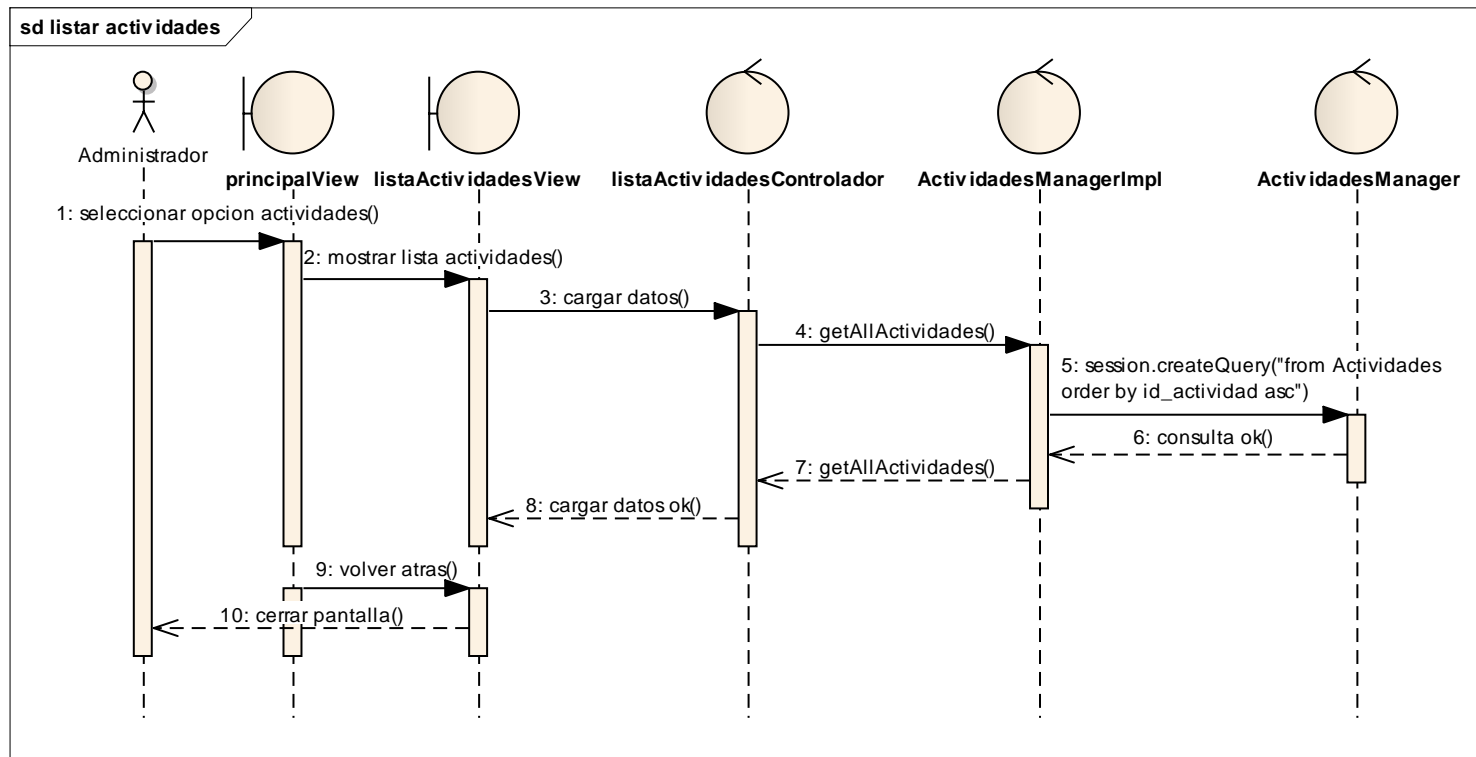 sd listar actividades
Administrador
principalView
listaActividadesView
listaActividadesControlador
ActividadesManagerImpl
ActividadesManager
1: seleccionar opcion actividades()
2: mostrar lista actividades()
3: cargar datos()
4: getAllActividades()
5: session.createQuery("from Actividades
order by id_actividad asc")
6: consulta ok()
7: getAllActividades()
8: cargar datos ok()
9: volver atras()
10: cerrar pantalla()